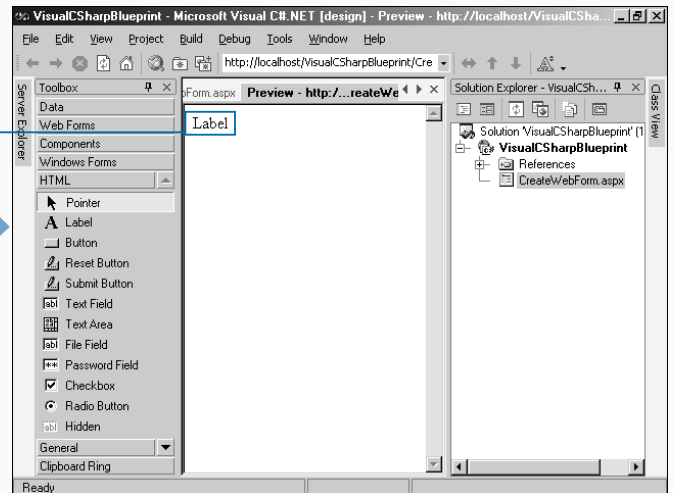 VisualCSharpBlueprint - Microsoft Visual C#.NET [design] - Preview - http://localhost/VisualCSha...
File Edit View Project Build Debug Tools Window Help
http://localhost/VisualCSharpBlueprint/Cre
Server Explorer
Toolbox
Data
Web Forms
Components
Windows Forms
HTML
Pointer
Label
Button
Reset Button
Submit Button
Text Field
Text Area
File Field
Password Field
Checkbox
Radio Button
Hidden
General
Clipboard Ring
pForm.aspx Preview - http:/...reateWe
Label
Solution Explorer - VisualCSh...
Solution 'VisualCSharpBlueprint' (1
VisualCSharpBlueprint
References
CreateWebForm.aspx
Class View
Ready